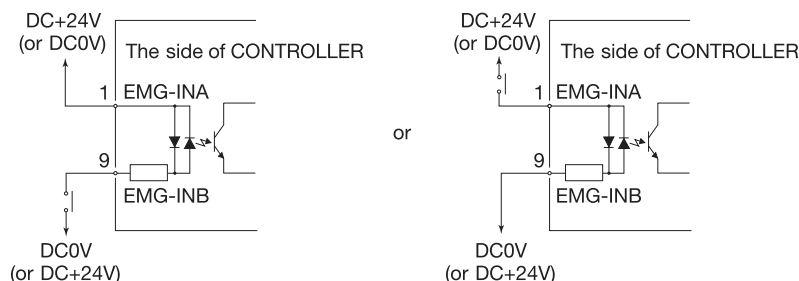 DC+24V
(or DC0V)
The side of CONTROLLER
1 EMG-INA
9
EMG-INB
DC0V
(or DC+24V)
or
DC+24V
(or DC0V)
The side of CONTROLLER
1 EMG-INA
9
EMG-INB
DC0V
(or DC+24V)